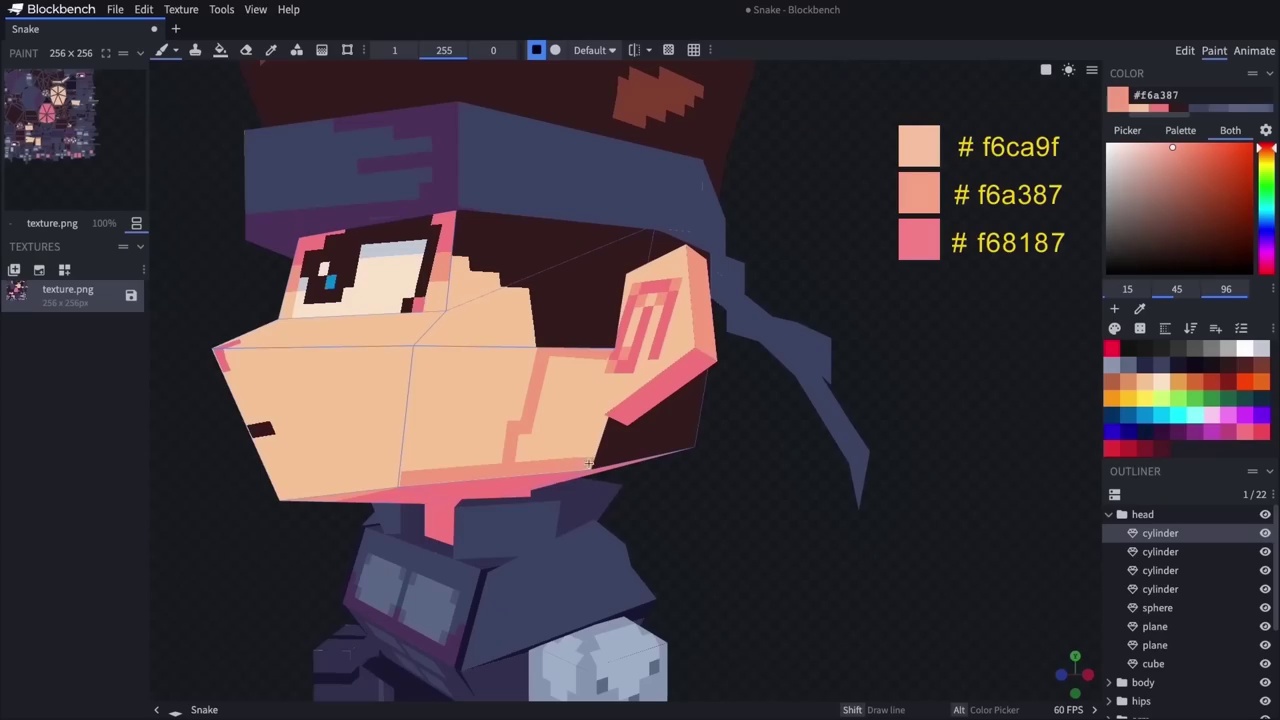 Blockbench File Edit Texture Tools View Help
Snake - Blockbench
Snake
PAINT 256 x 256
1 255 0 Default
Edit Paint Animate
COLOR
#f6a387
Picker Palette Both
# f6ca9f
# f6a387
# f68187
texture.png 100%
TEXTURES
texture.png
256 x 256px
15 45 96
OUTLINER
1 / 22
head
cylinder
cylinder
cylinder
cylinder
sphere
plane
plane
cube
body
hips
Snake
Shift Draw line Alt Color Picker 60 FPS